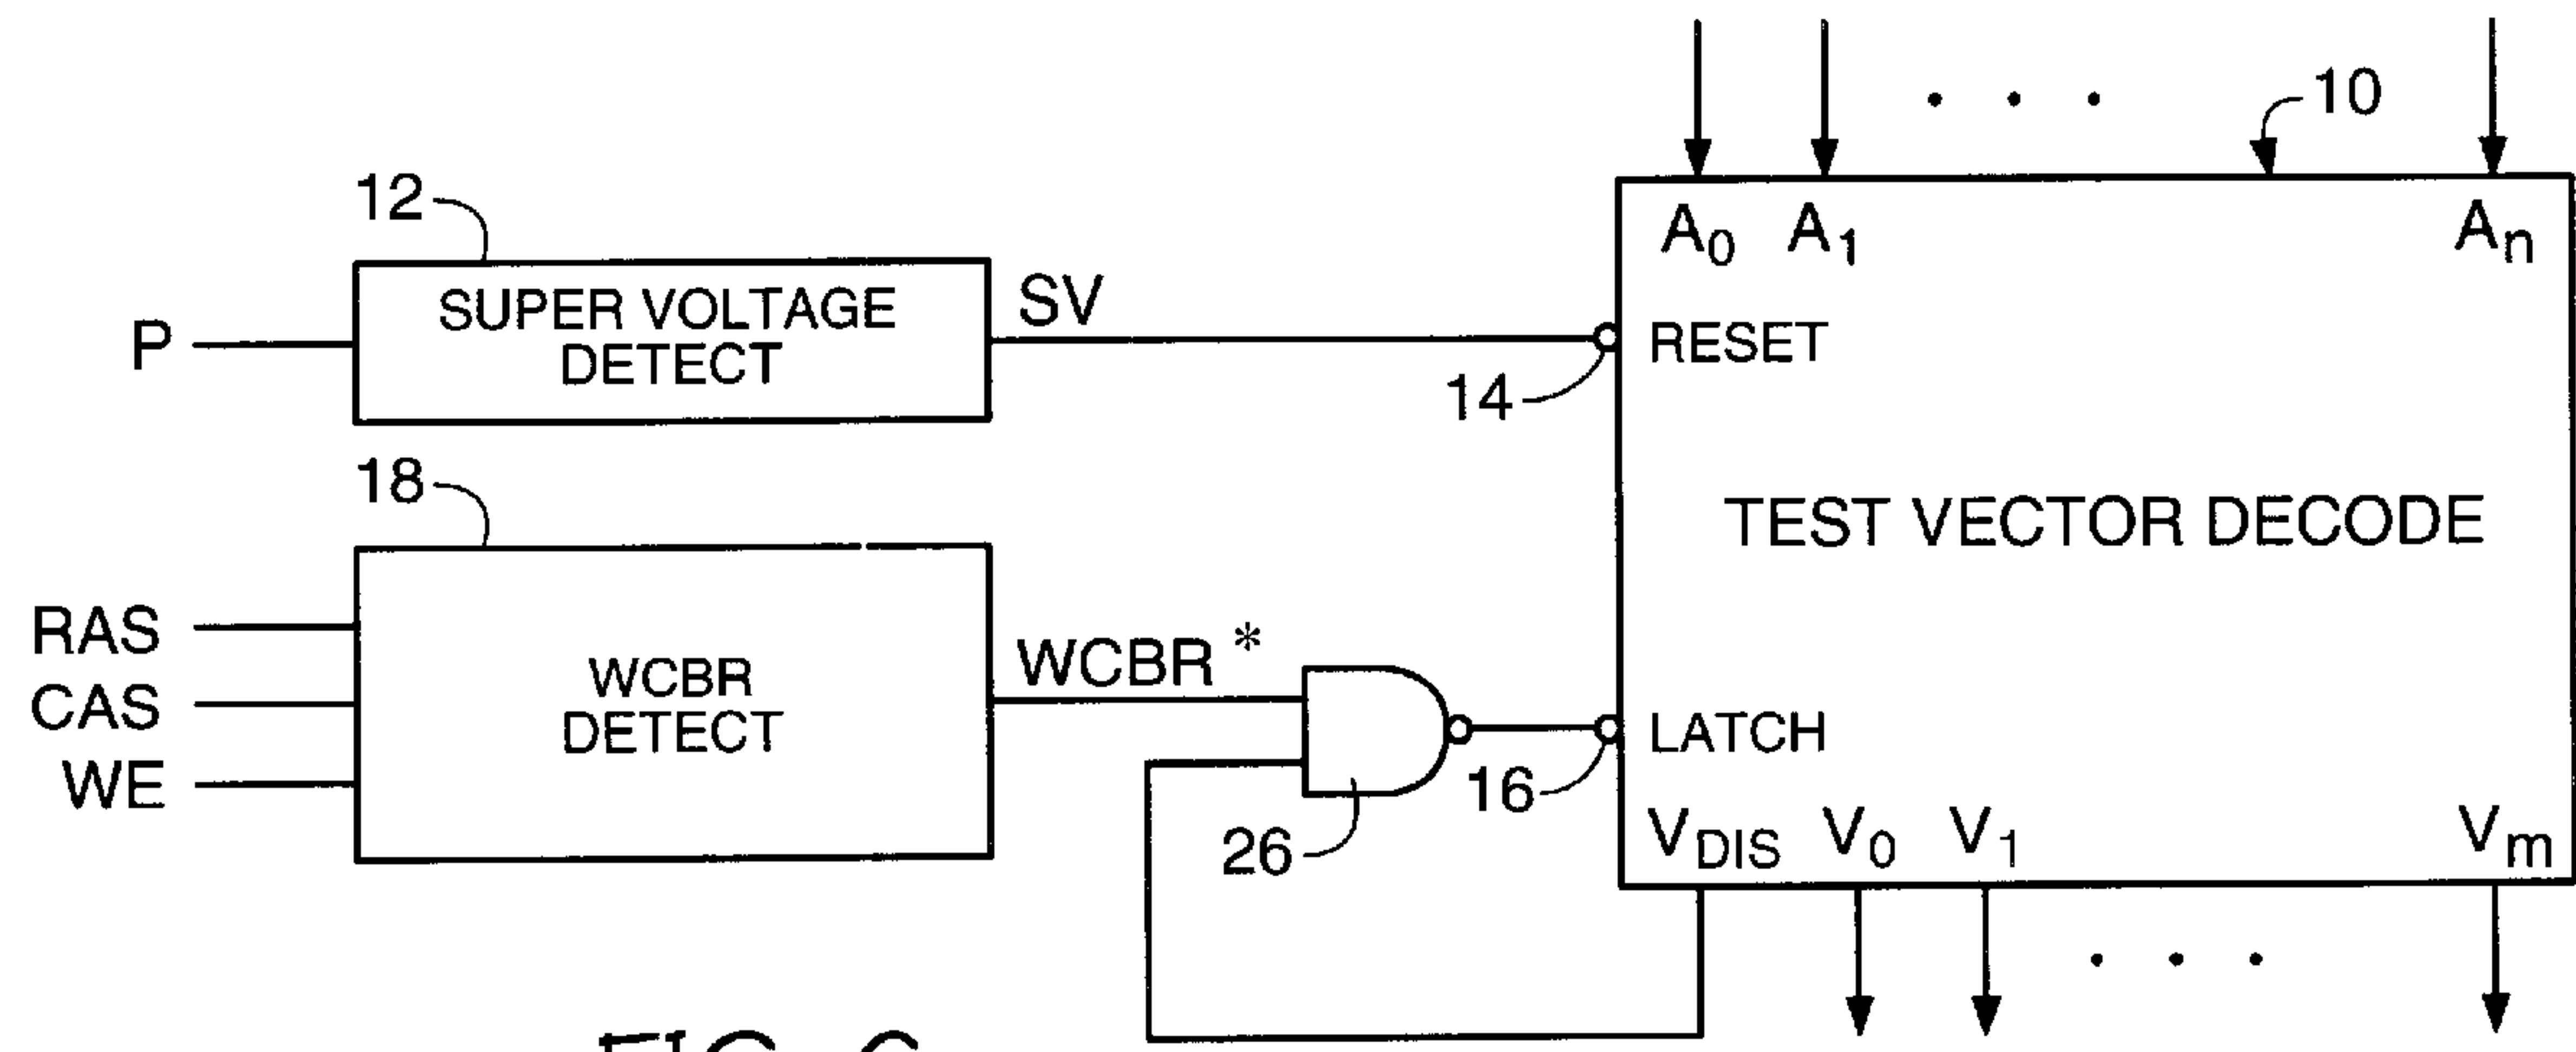 10
A0 A1 An
12
SUPER VOLTAGE
DETECT
SV
P
RESET
14
TEST VECTOR DECODE
18
RAS
CAS
WE
WCBR
DETECT
WCBR *
LATCH
16
26
VDIS V0 V1 Vm